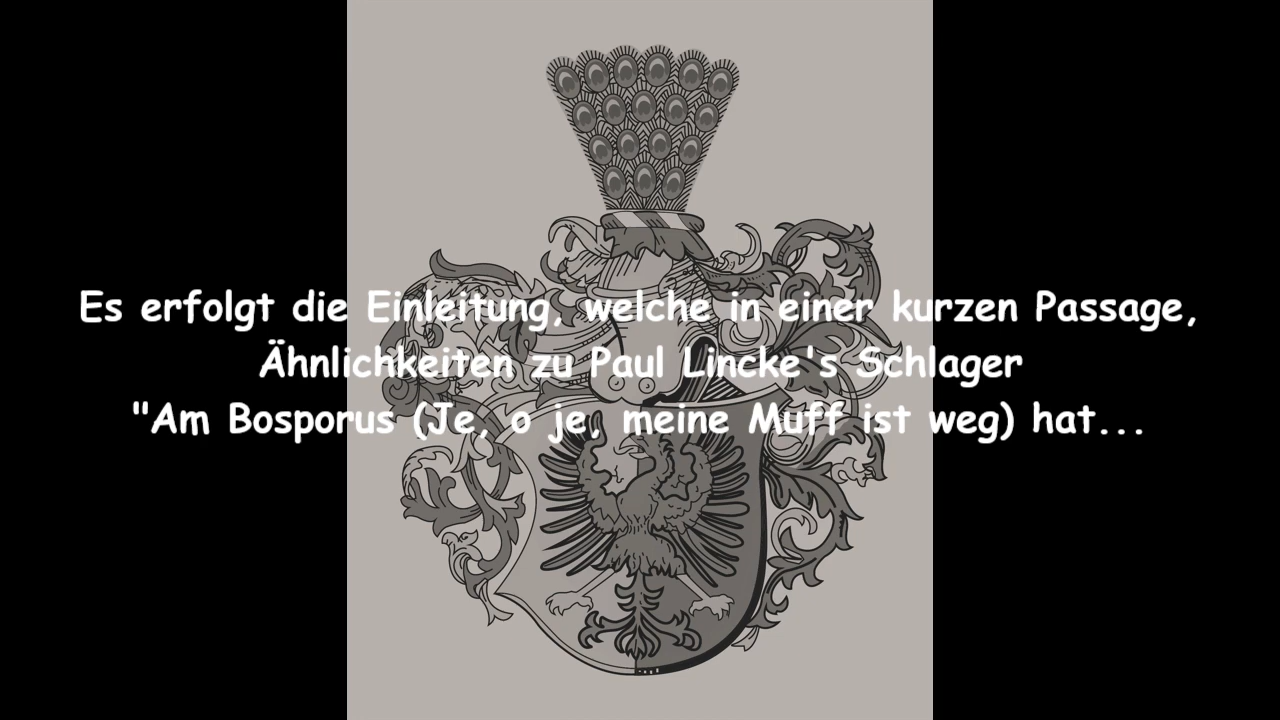 Es erfolgt die Einleitung, welche in einer kurzen Passage,
Ähnlichkeiten zu Paul Lincke's Schlager
"Am Bosporus (Je, o je, meine Muff ist weg) hat...